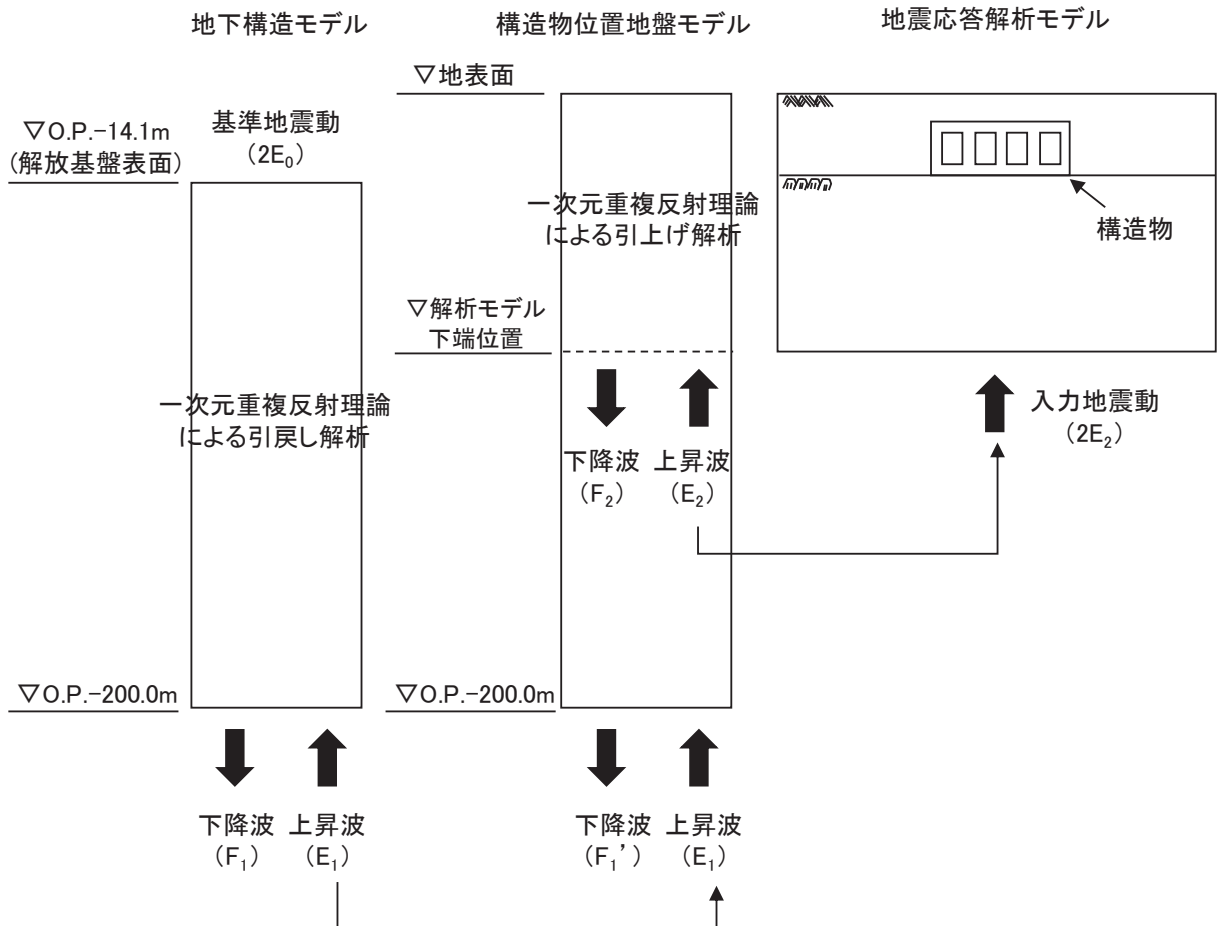 地下構造モデル
構造物位置地盤モデル
地震応答解析モデル
▽O.P.-14.1m
(解放基盤表面)
基準地震動
(2E₀)
一次元重複反射理論
による引戻し解析
▽O.P.-200.0m
下降波
(F₁)
上昇波
(E₁)
▽地表面
一次元重複反射理論
による引上げ解析
▽解析モデル
下端位置
下降波
(F₂)
上昇波
(E₂)
▽O.P.-200.0m
下降波
(F₁’)
上昇波
(E₁)
構造物
入力地震動
(2E₂)